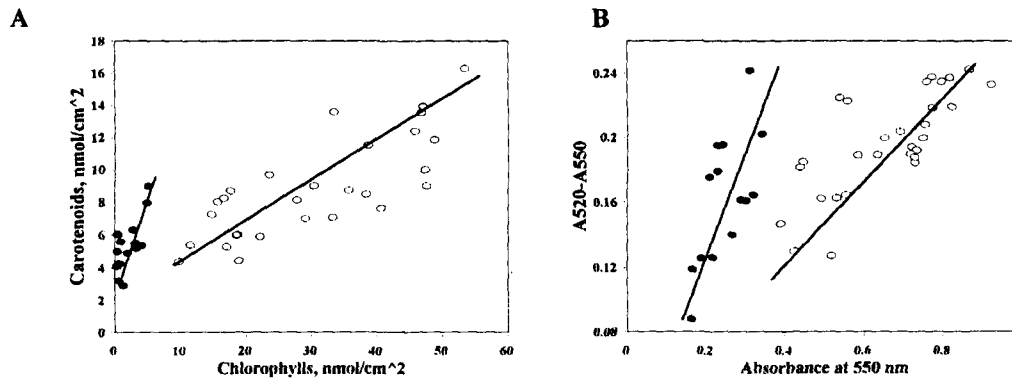 A
B
Carotenoids, nmol/cm^2
18
16
14
12
10
8
6
4
2
0
0 10 20 30 40 50 60
Chlorophylls, nmol/cm^2
A520-A550
0.24
0.2
0.16
0.12
0.08
0 0.2 0.4 0.6 0.8
Absorbance at 550 nm